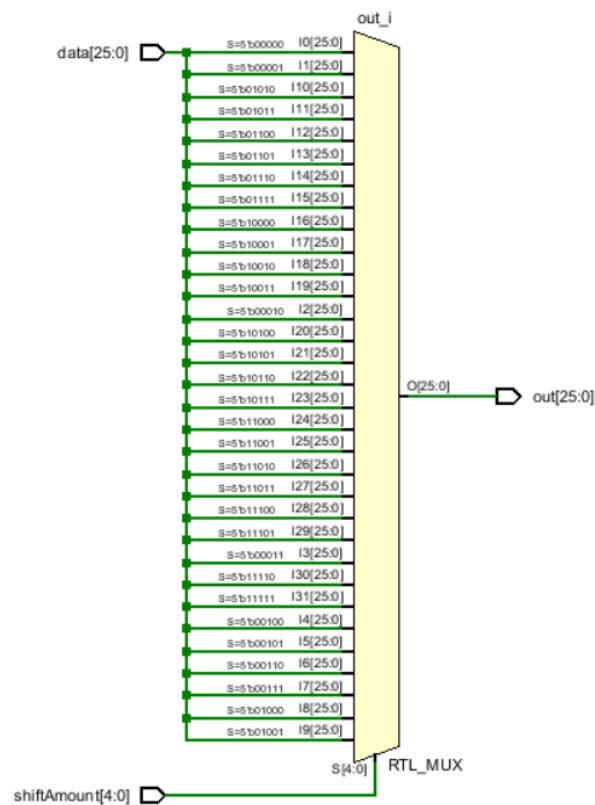 out_i
data[25:0] S=5'b00000 I0[25:0]
S=5'b00001 I1[25:0]
S=5'b01010 I10[25:0]
S=5'b01011 I11[25:0]
S=5'b01100 I12[25:0]
S=5'b01101 I13[25:0]
S=5'b01110 I14[25:0]
S=5'b01111 I15[25:0]
S=5'b10000 I16[25:0]
S=5'b10001 I17[25:0]
S=5'b10010 I18[25:0]
S=5'b10011 I19[25:0]
S=5'b00010 I2[25:0]
S=5'b10100 I20[25:0]
S=5'b10101 I21[25:0]
S=5'b10110 I22[25:0]
S=5'b10111 I23[25:0]
O[25:0] out[25:0]
S=5'b11000 I24[25:0]
S=5'b11001 I25[25:0]
S=5'b11010 I26[25:0]
S=5'b11011 I27[25:0]
S=5'b11100 I28[25:0]
S=5'b11101 I29[25:0]
S=5'b00011 I3[25:0]
S=5'b11110 I30[25:0]
S=5'b11111 I31[25:0]
S=5'b00100 I4[25:0]
S=5'b00101 I5[25:0]
S=5'b00110 I6[25:0]
S=5'b00111 I7[25:0]
S=5'b01000 I8[25:0]
S=5'b01001 I9[25:0]
S[4:0] RTL_MUX
shiftAmount[4:0]